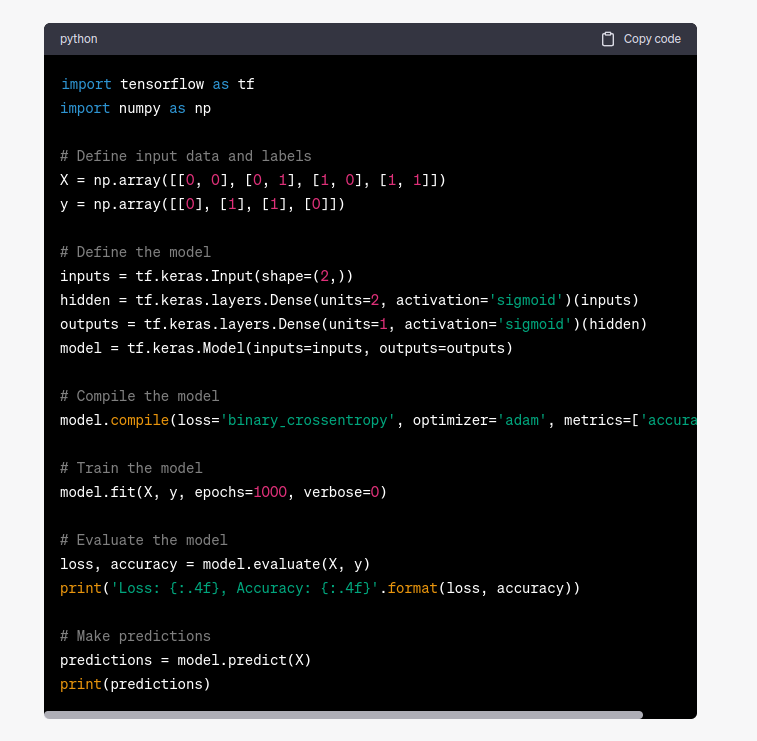 python
Copy code
import tensorflow as tf
import numpy as np
# Define input data and labels
X = np.array([[0, 0], [0, 1], [1, 0], [1, 1]])
y = np.array([[0], [1], [1], [0]])
# Define the model
inputs = tf.keras.Input(shape=(2,))
hidden = tf.keras.layers.Dense(units=2, activation='sigmoid')(inputs)
outputs = tf.keras.layers.Dense(units=1, activation='sigmoid')(hidden)
model = tf.keras.Model(inputs=inputs, outputs=outputs)
# Compile the model
model.compile(loss='binary_crossentropy', optimizer='adam', metrics=['accura
# Train the model
model.fit(X, y, epochs=1000, verbose=0)
# Evaluate the model
loss, accuracy = model.evaluate(X, y)
print('Loss: {:.4f}, Accuracy: {:.4f}'.format(loss, accuracy))
# Make predictions
predictions = model.predict(X)
print(predictions)